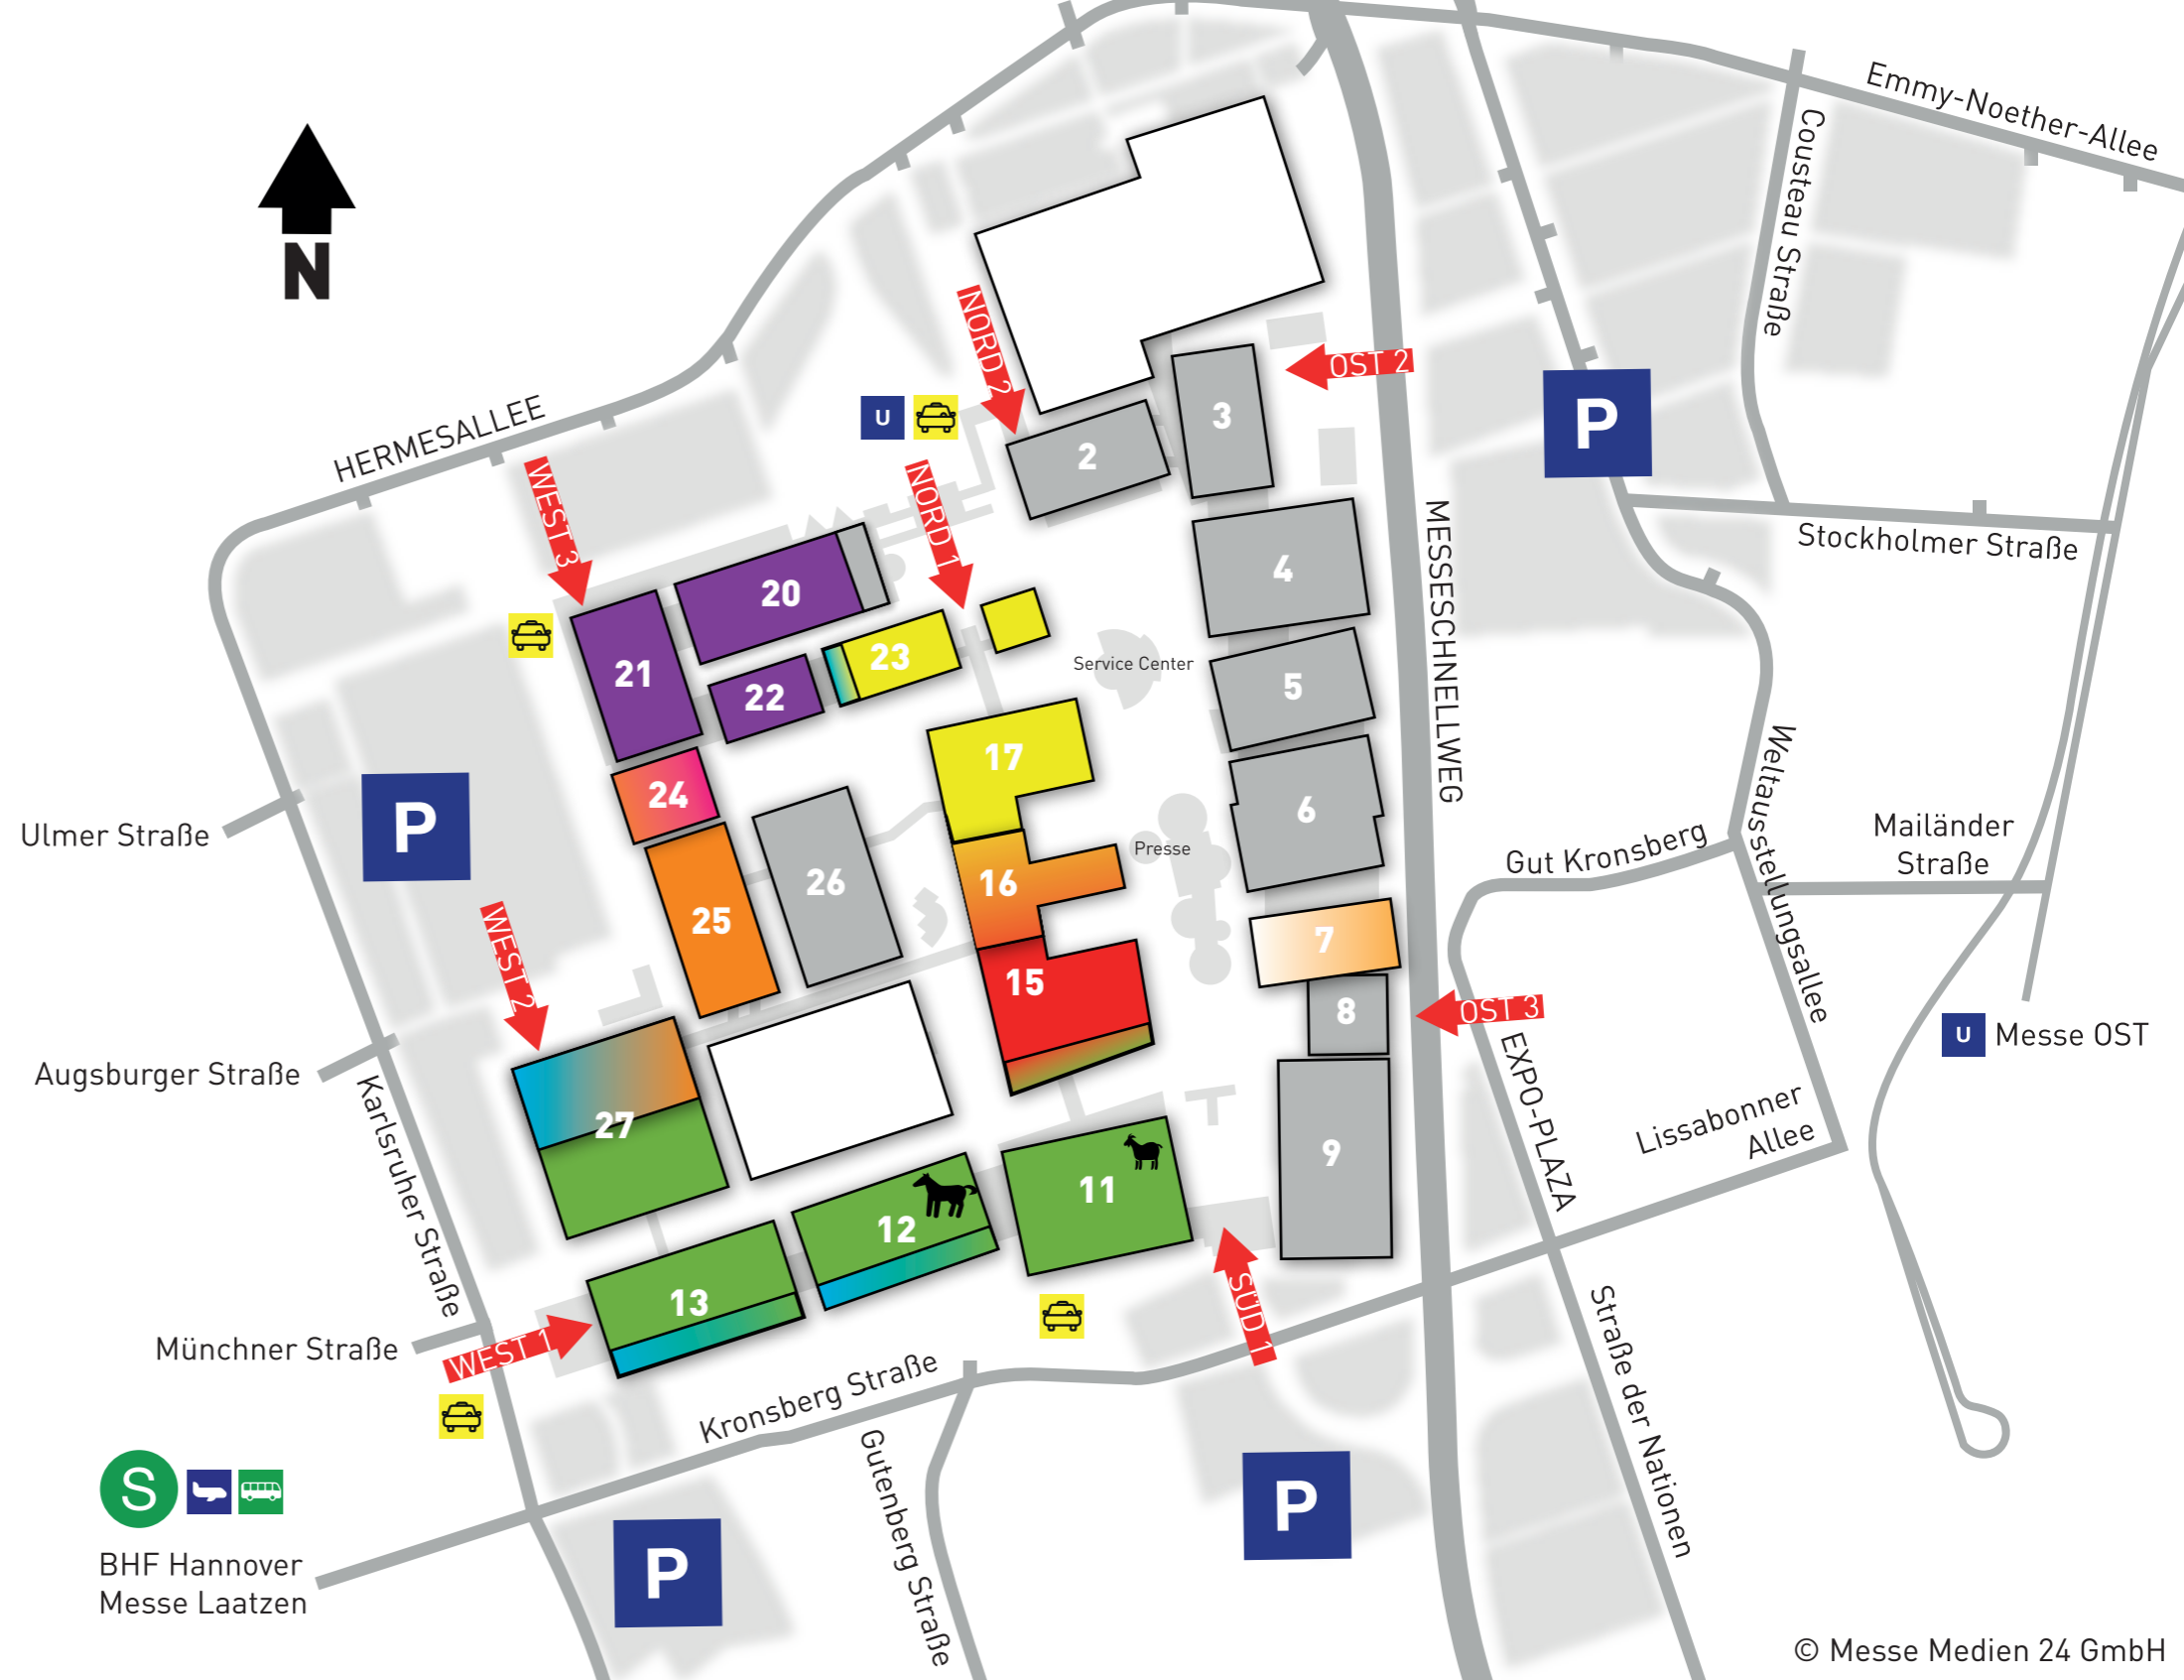 Emmy-Noether-Allee
Cousteau Straße
N
NORD 2
OST 2
P
3
HERMESALLEE
U
2
WEST 3
NORD 1
MESSESCHNELLWEG
Stockholmer Straße
4
20
21
23
Service Center
22
5
Weltausstellungsallee
17
24
6
P
Ulmer Straße
Presse
Gut Kronsberg
Mailänder
Straße
26
16
25
7
WEST 2
15
8
OST 3
U
Messe OST
EXPO-PLAZA
Augsburger Straße
Karlsruher Straße
27
9
Lissabonner
Allee
11
12
13
SÜD 1
Münchner Straße
WEST 1
Kronsberg Straße
Straße der Nationen
Gutenberg Straße
S
P
P
BHF Hannover
Messe Laatzen
© Messe Medien 24 GmbH